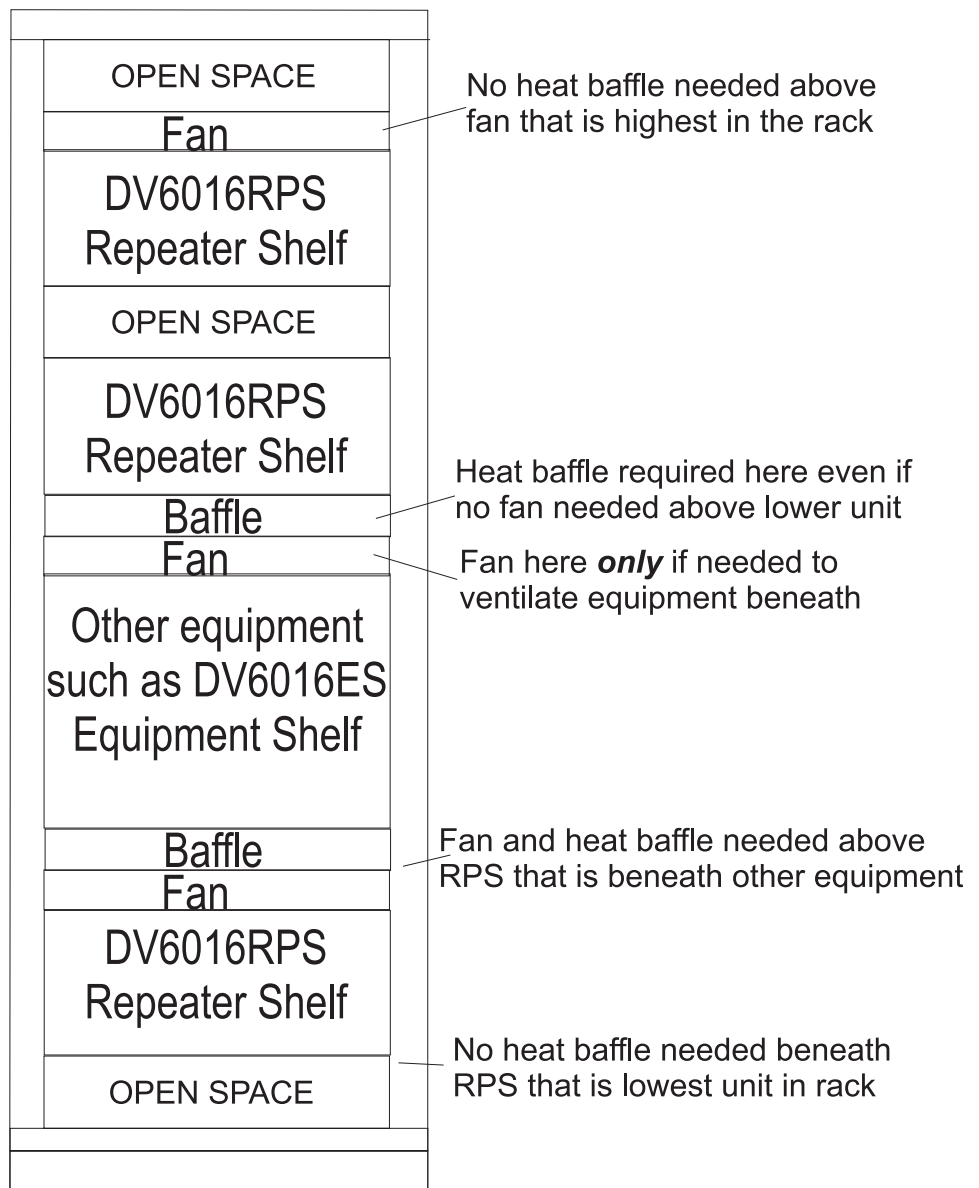 OPEN SPACE
No heat baffle needed above
fan that is highest in the rack
Fan
DV6016RPS
Repeater Shelf
OPEN SPACE
DV6016RPS
Repeater Shelf
Heat baffle required here even if
no fan needed above lower unit
Baffle
Fan
Fan here only if needed to
ventilate equipment beneath
Other equipment
such as DV6016ES
Equipment Shelf
Baffle
Fan and heat baffle needed above
RPS that is beneath other equipment
Fan
DV6016RPS
Repeater Shelf
No heat baffle needed beneath
RPS that is lowest unit in rack
OPEN SPACE